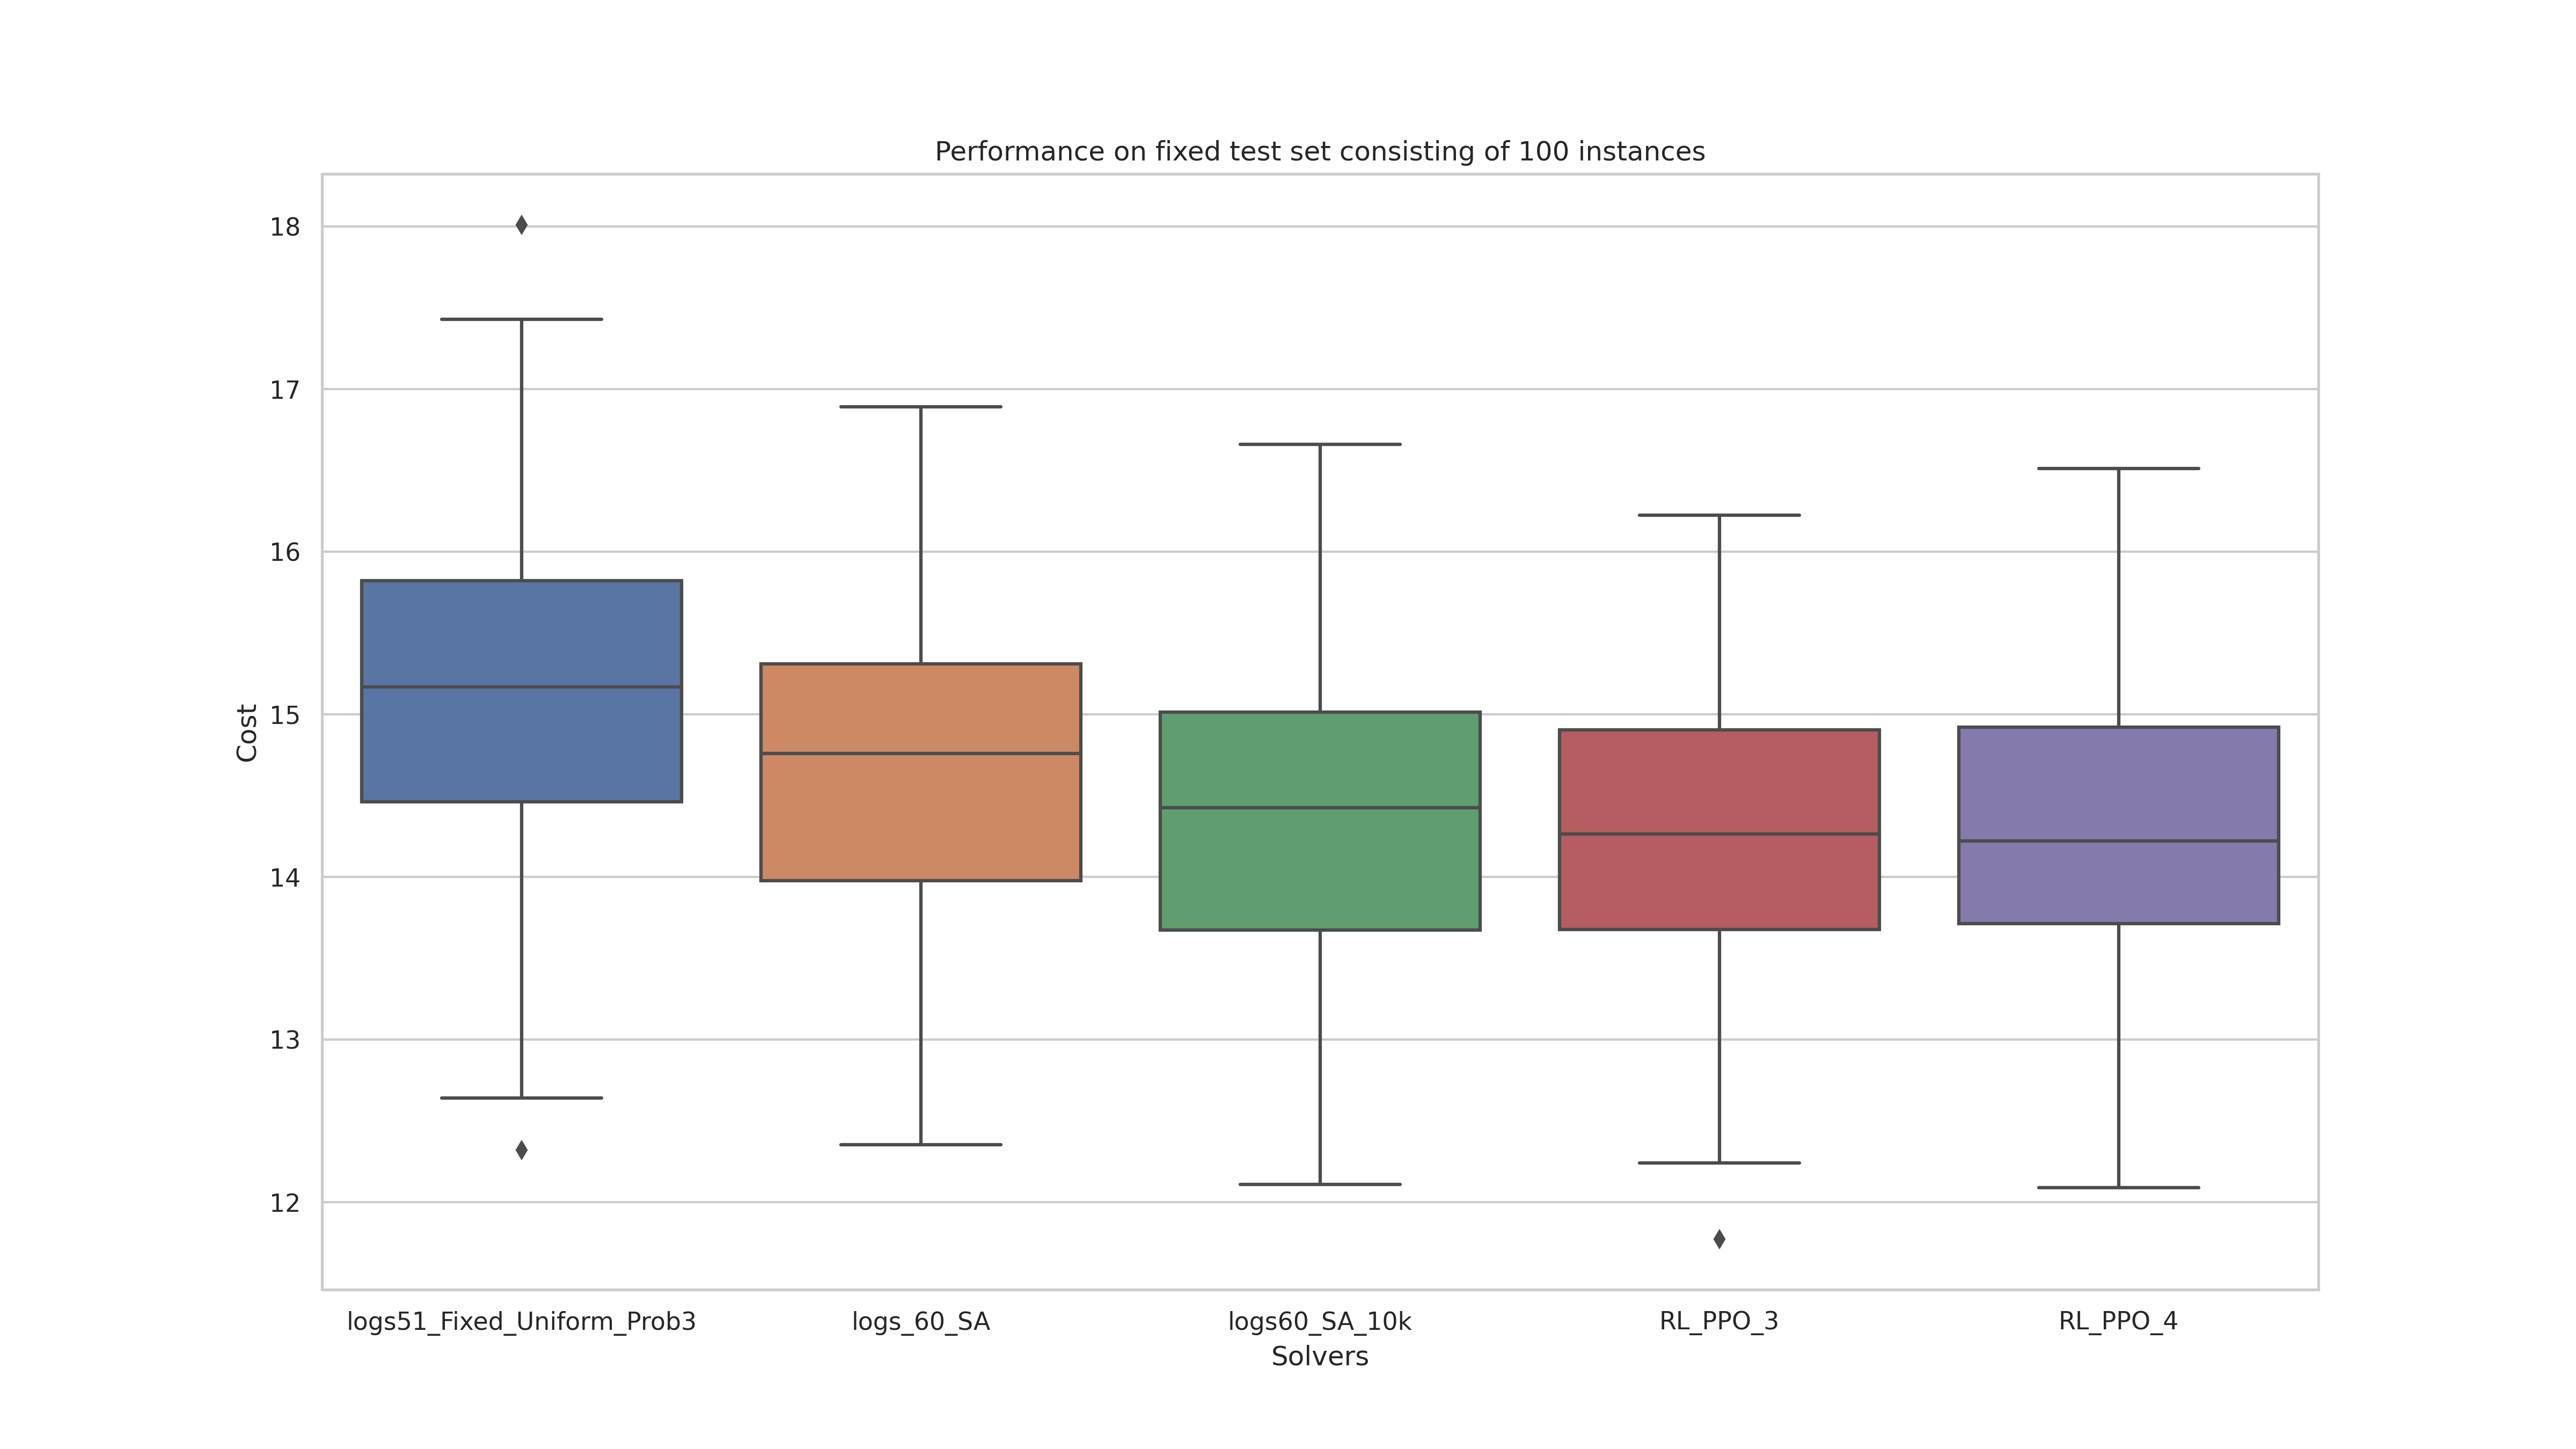 Performance on fixed test set consisting of 100 instances
18
17
16
15
14
13
12
Cost
logs51_Fixed_Uniform_Prob3 logs_60_SA logs60_SA_10k RL_PPO_3 RL_PPO_4
Solvers